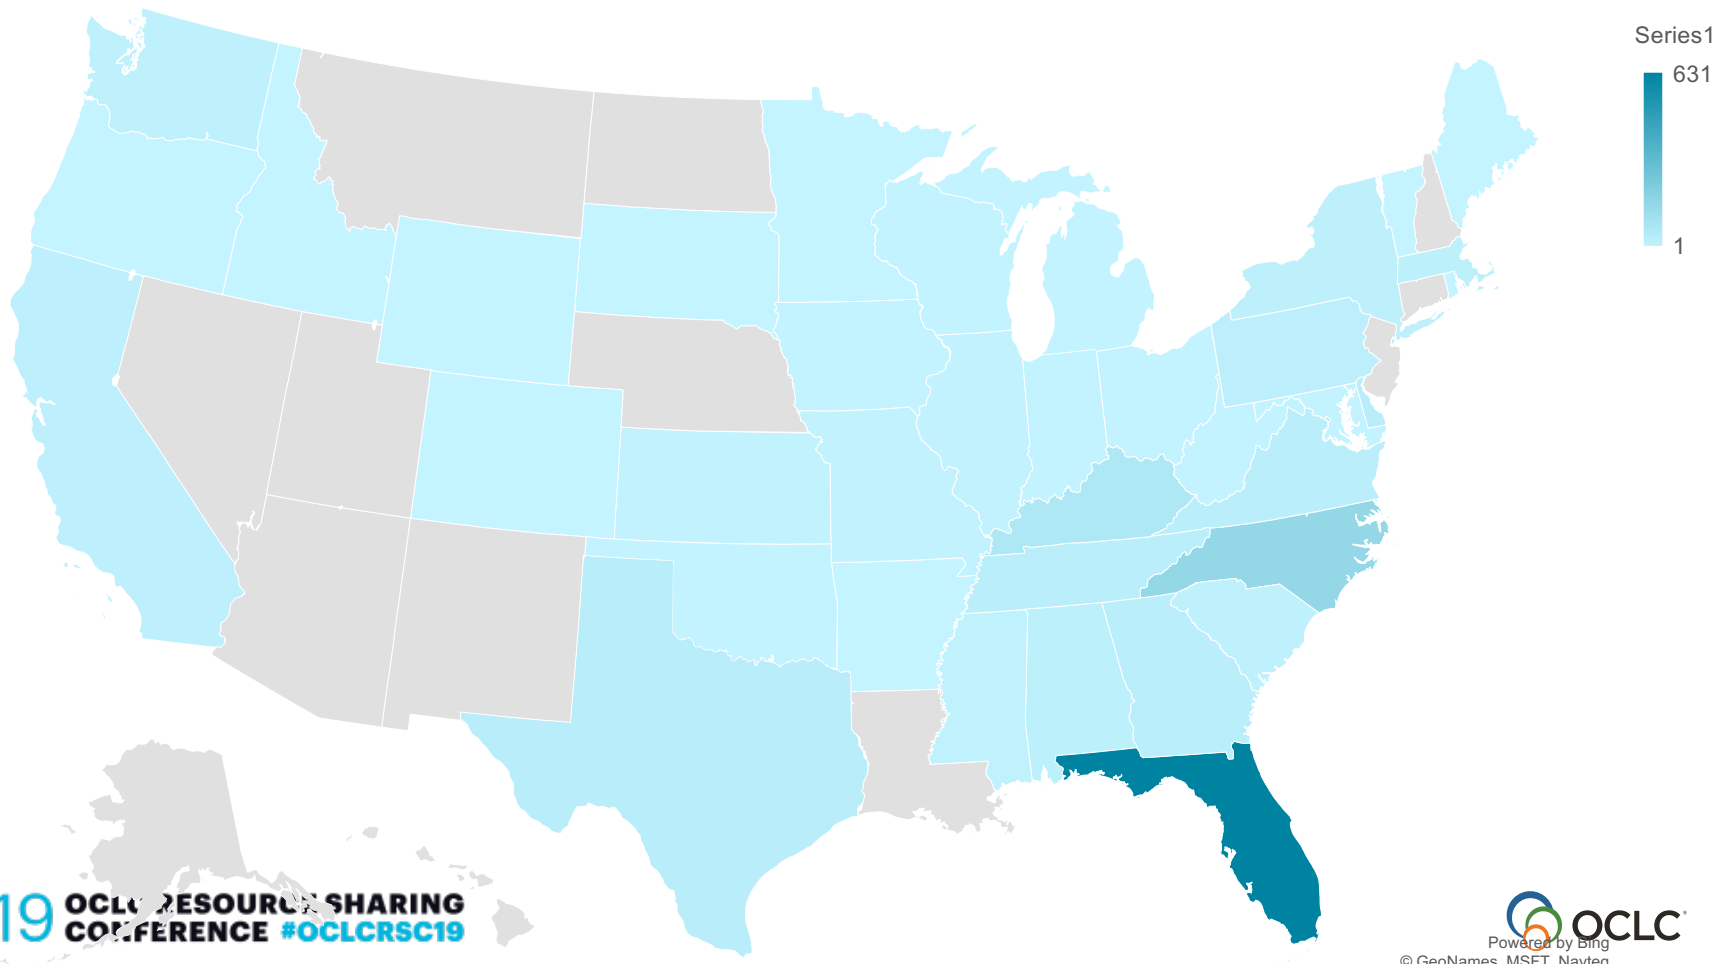 Series1
631
1
19 OCLC RESOURCE SHARING
CONFERENCE #OCLCRSC19
OCLC
Powered by Bing
© GeoNames, MSFT, Navteq